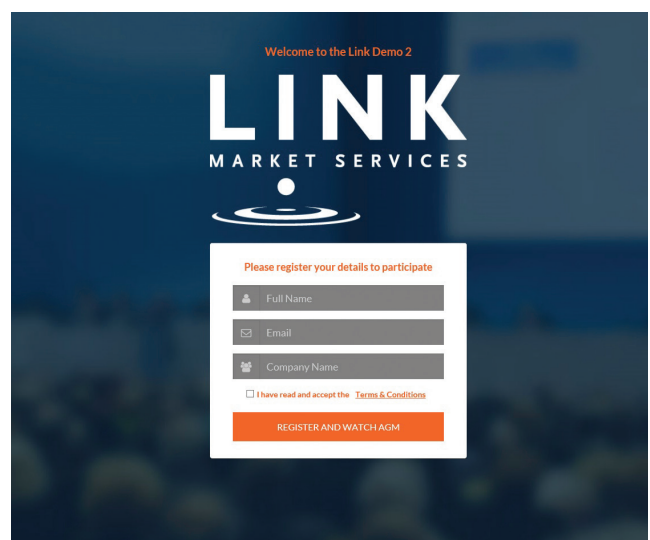 Welcome to the Link Demo 2
LINK
MARKET SERVICES
Please register your details to participate
Full Name
Email
Company Name
I have read and accept the Terms & Conditions
REGISTER AND WATCH AGM